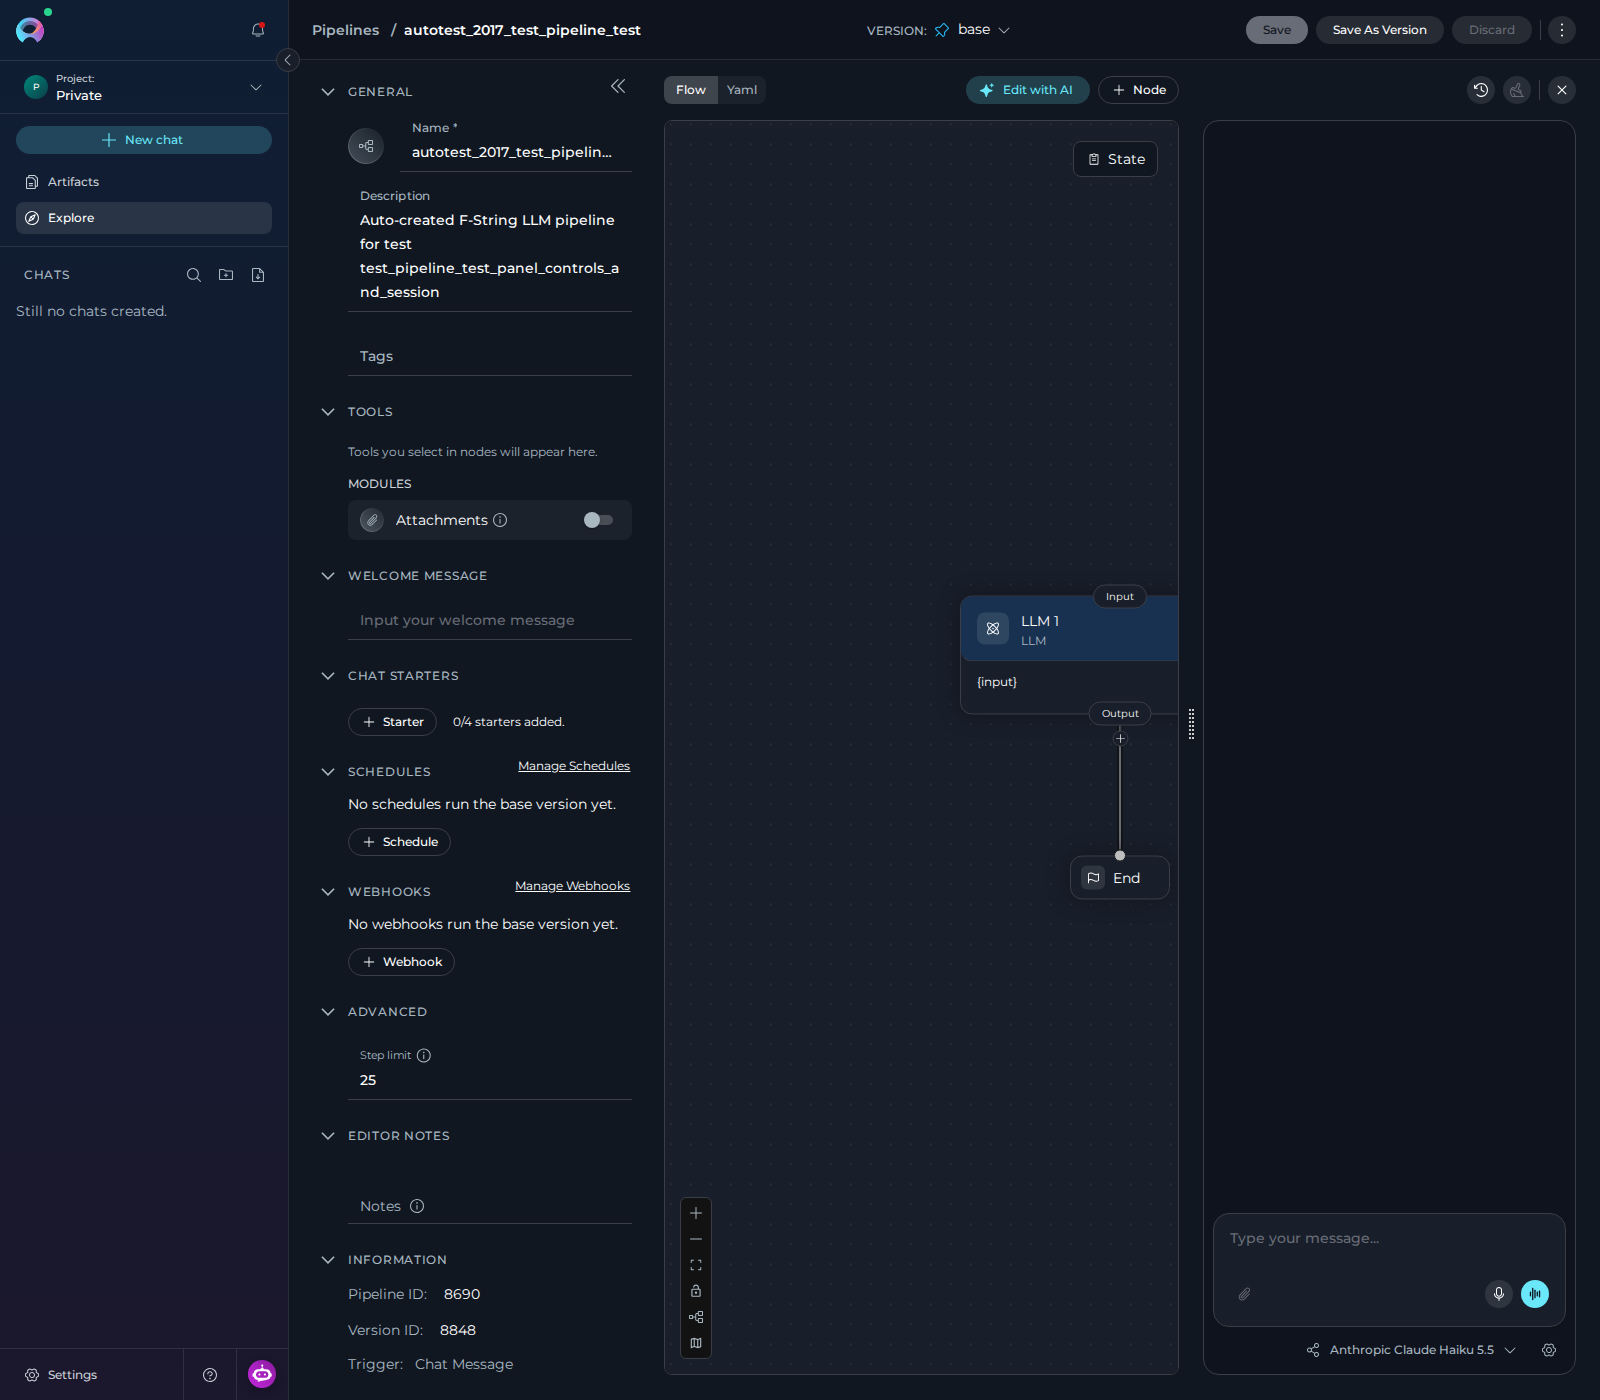 Project:
P
Private
New chat
Artifacts
Explore
CHATS
Still no chats created.
Settings
Pipelines / autotest_2017_test_pipeline_test
VERSION: base
Save
Save As Version
Discard
GENERAL
Name *
autotest_2017_test_pipelin...
Description
Auto-created F-String LLM pipeline
for test
test_pipeline_test_panel_controls_a
nd_session
Tags
TOOLS
Tools you select in nodes will appear here.
MODULES
Attachments
WELCOME MESSAGE
Input your welcome message
CHAT STARTERS
Starter
0/4 starters added.
SCHEDULES
Manage Schedules
No schedules run the base version yet.
Schedule
WEBHOOKS
Manage Webhooks
No webhooks run the base version yet.
Webhook
ADVANCED
Step limit
25
EDITOR NOTES
Notes
INFORMATION
Pipeline ID: 8690
Version ID: 8848
Trigger: Chat Message
Flow
Yaml
Edit with AI
Node
State
Input
LLM 1
LLM
{input}
Output
End
Type your message...
Anthropic Claude Haiku 5.5